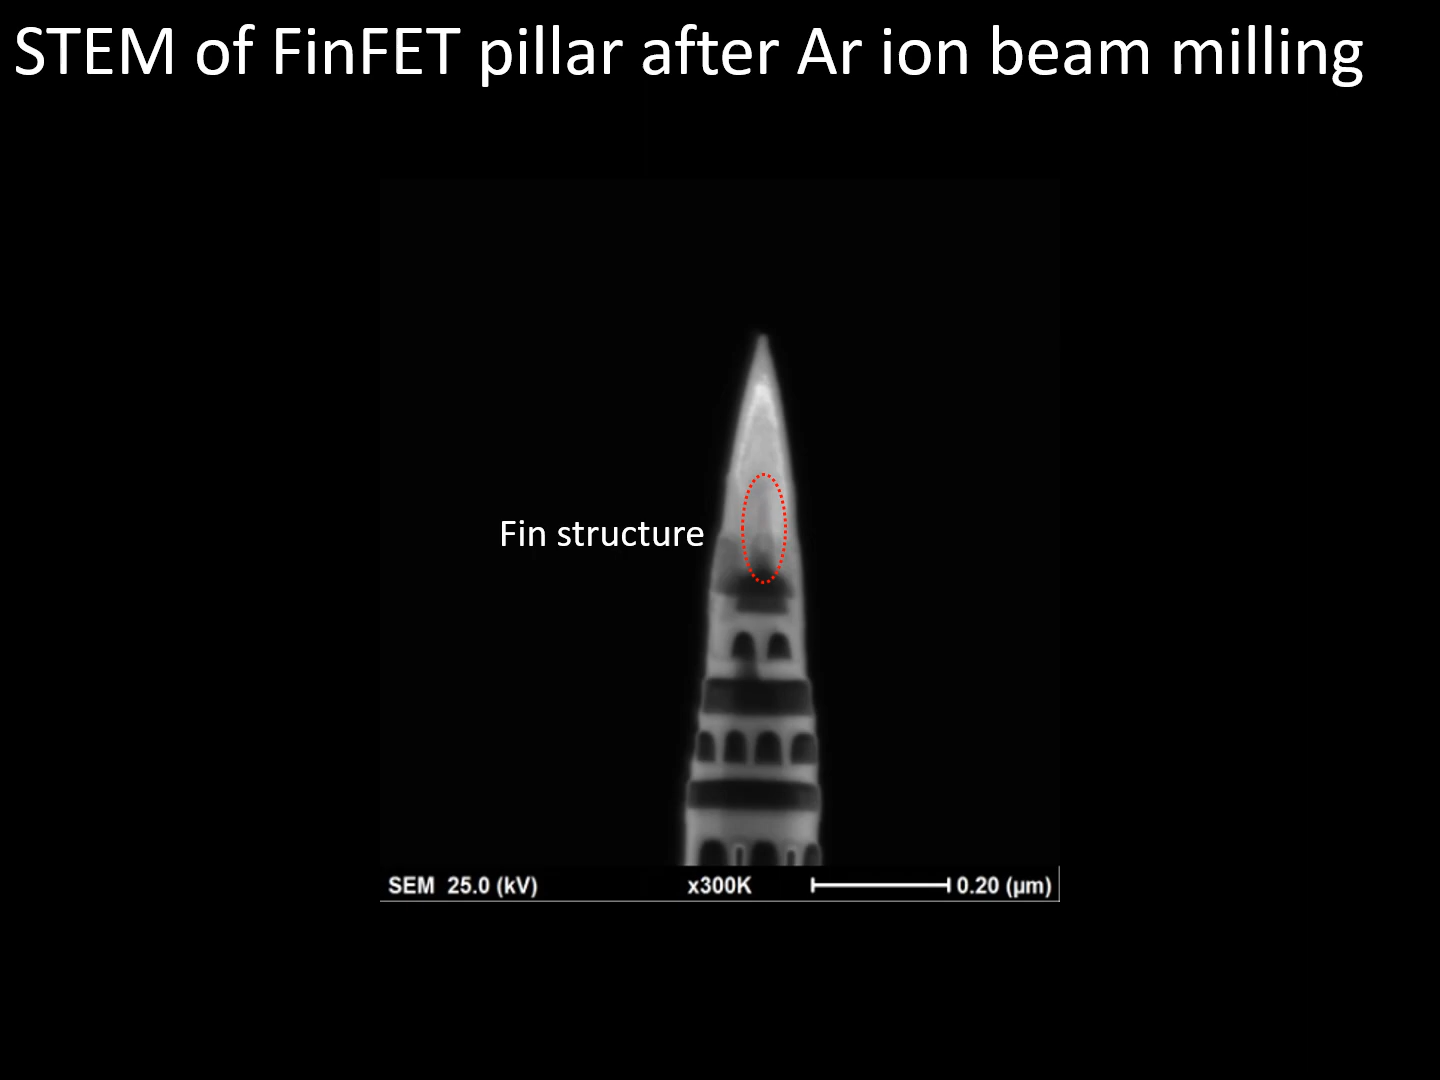 STEM of FinFET pillar after Ar ion beam milling
Fin structure
SEM 25.0 (kV) x300K 0.20 (µm)